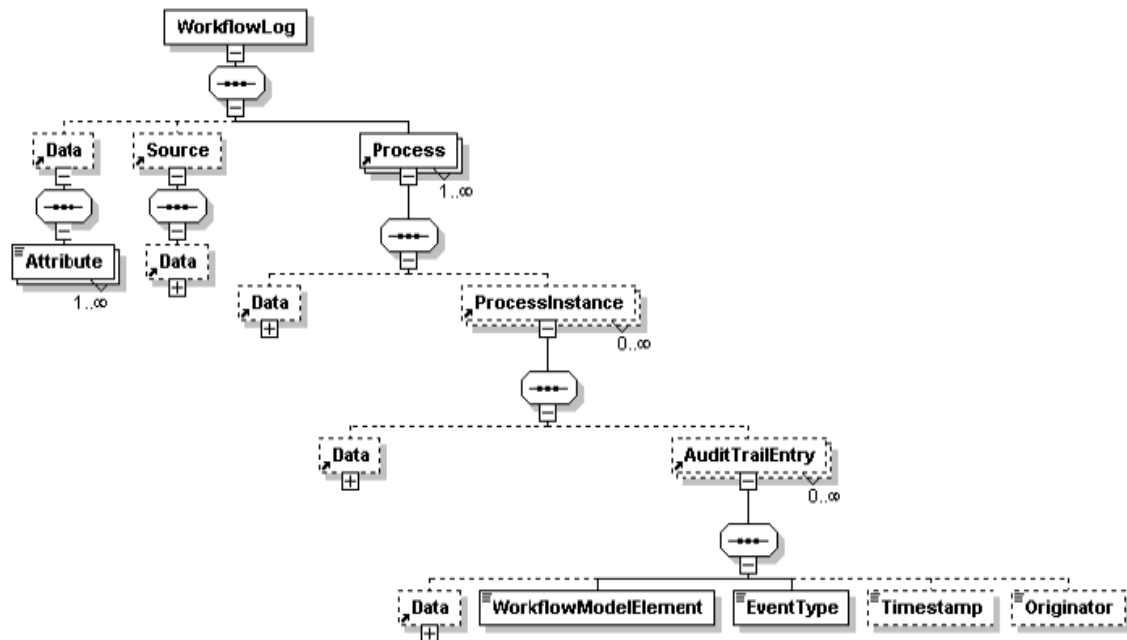 WorkflowLog
Data Source Process
1..∞
Attribute Data
1..∞
Data ProcessInstance
0..∞
Data AuditTrailEntry
0..∞
Data WorkflowModelElement EventType Timestamp Originator